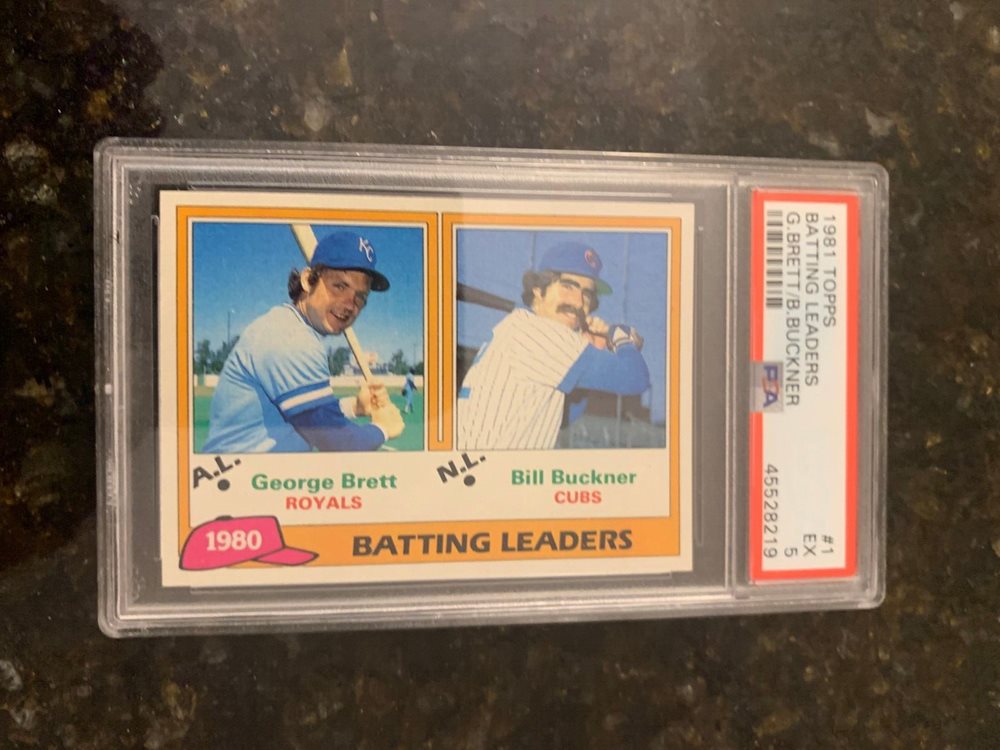 KC
A.L.
George Brett
ROYALS
N.L.
Bill Buckner
CUBS
1980
BATTING LEADERS
1981 TOPPS
BATTING LEADERS
G.BRETT/B.BUCKNER
#1
EX
5
PSA
45528219